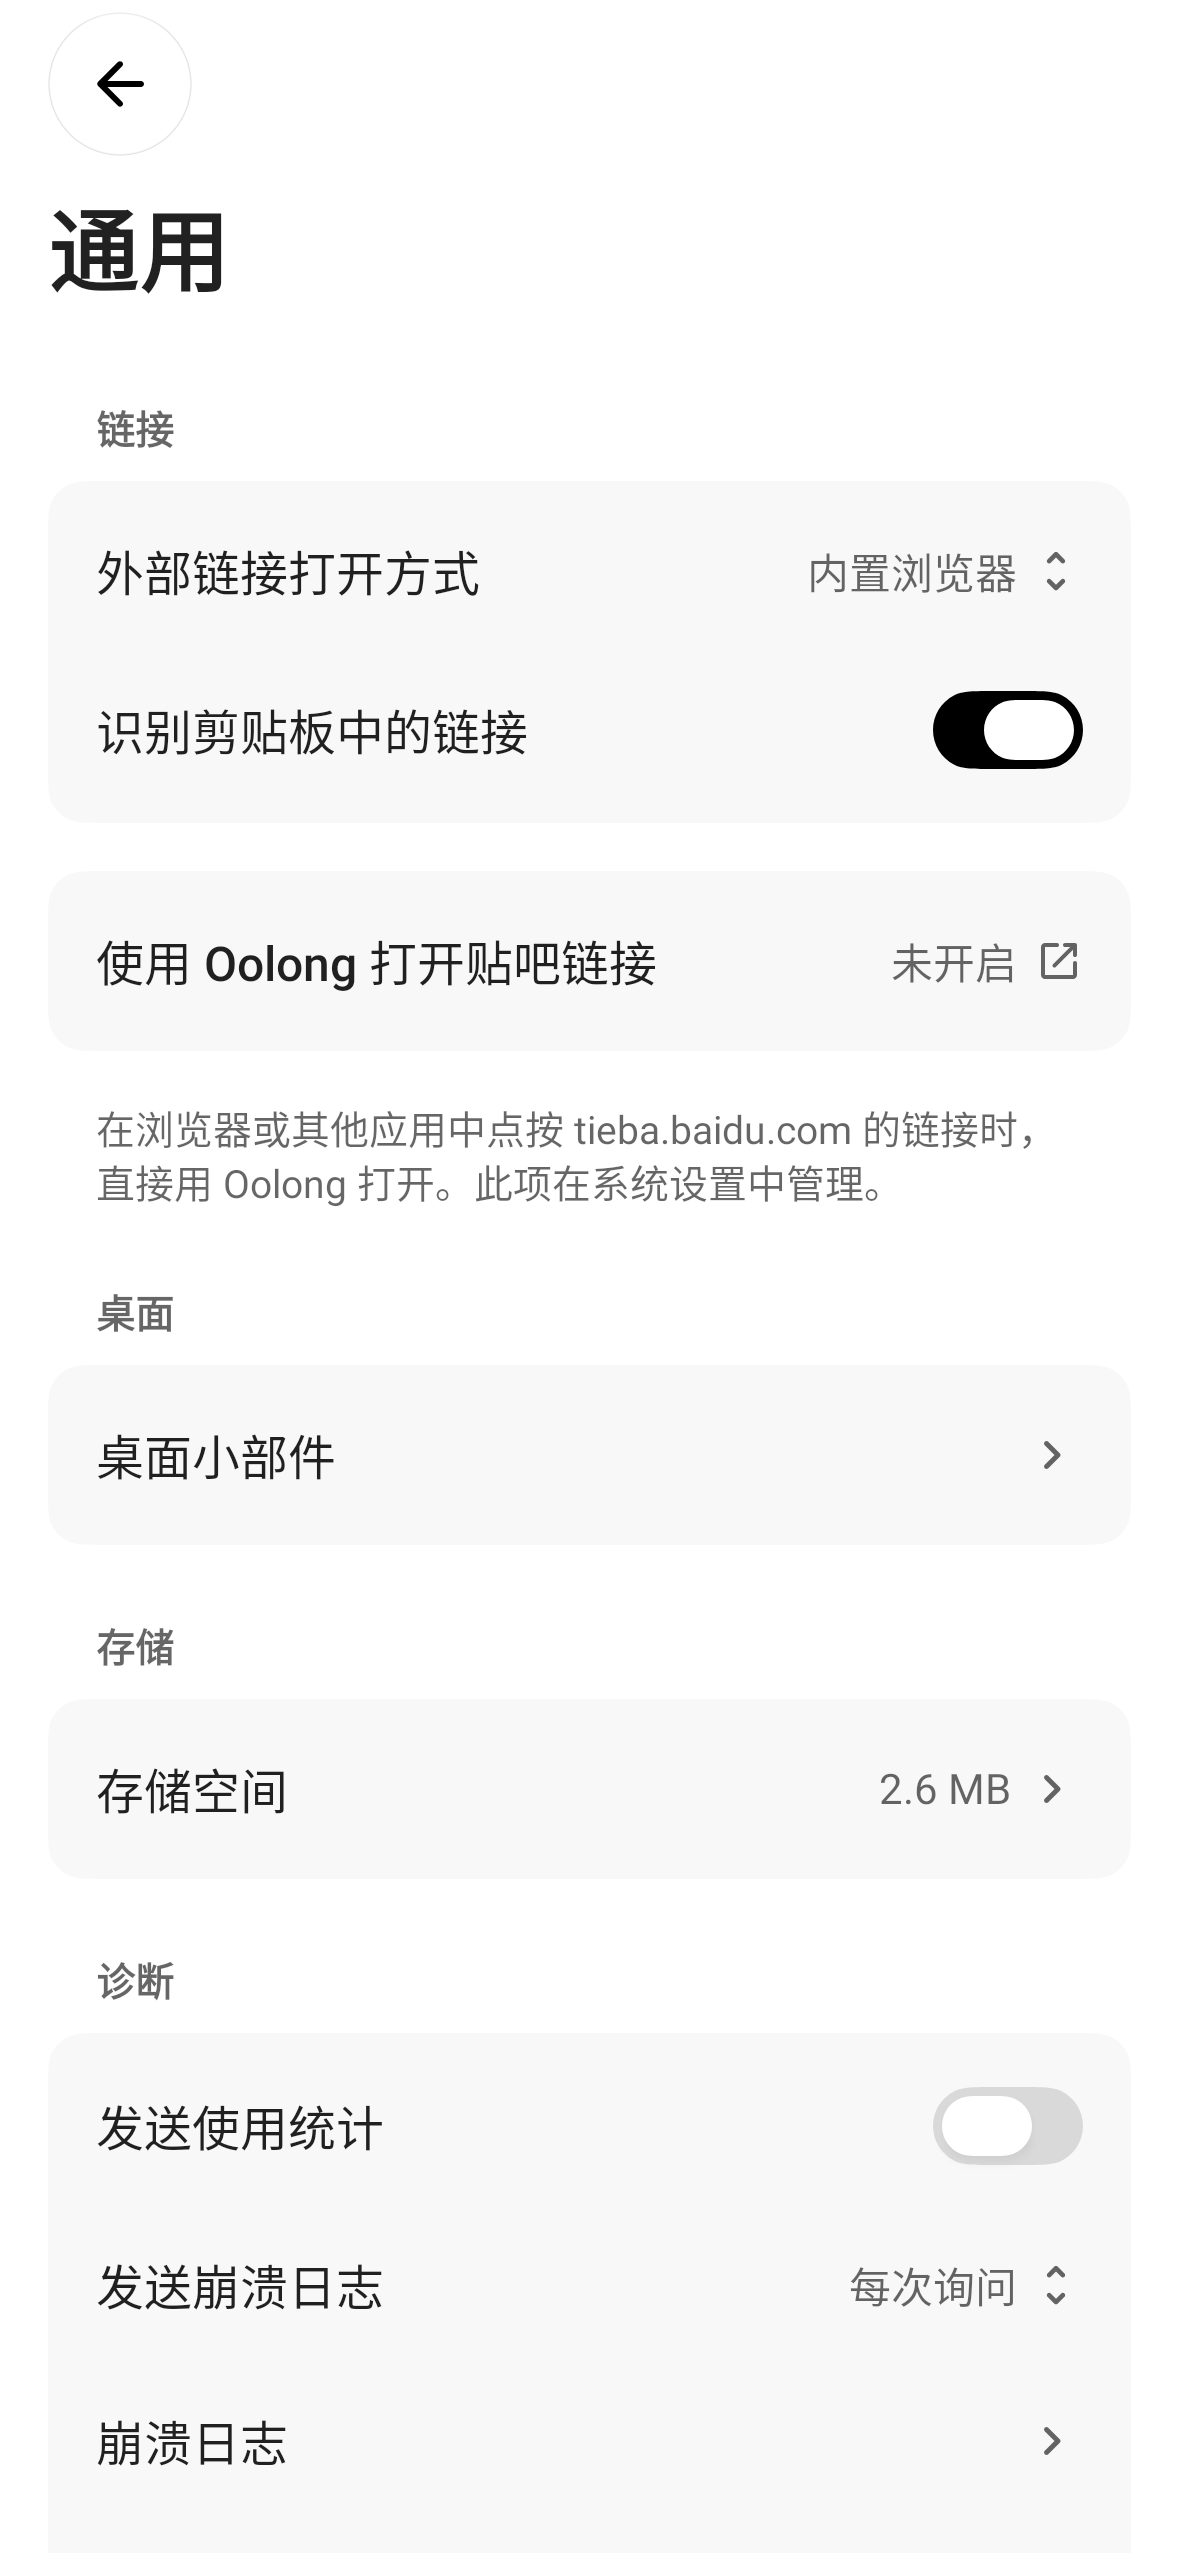 通用
链接
外部链接打开方式 内置浏览器
识别剪贴板中的链接
使用 Oolong 打开贴吧链接 未开启
在浏览器或其他应用中点按 tieba.baidu.com 的链接时，
直接用 Oolong 打开。此项在系统设置中管理。
桌面
桌面小部件
存储
存储空间 2.6 MB
诊断
发送使用统计
发送崩溃日志 每次询问
崩溃日志